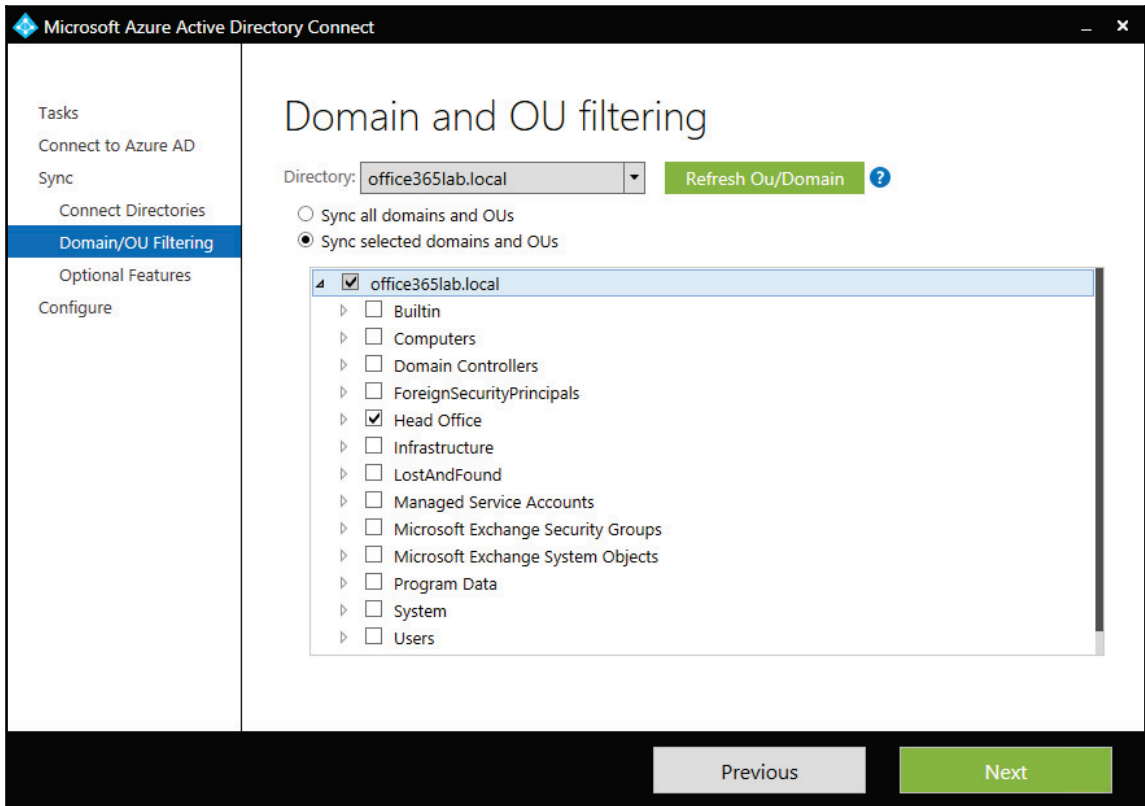 Microsoft Azure Active Directory Connect
Tasks
Connect to Azure AD
Sync
Connect Directories
Domain/OU Filtering
Optional Features
Configure
Domain and OU filtering
Directory: office365lab.local Refresh Ou/Domain ?
Sync all domains and OUs
Sync selected domains and OUs
office365lab.local
Builtin
Computers
Domain Controllers
ForeignSecurityPrincipals
Head Office
Infrastructure
LostAndFound
Managed Service Accounts
Microsoft Exchange Security Groups
Microsoft Exchange System Objects
Program Data
System
Users
Previous Next